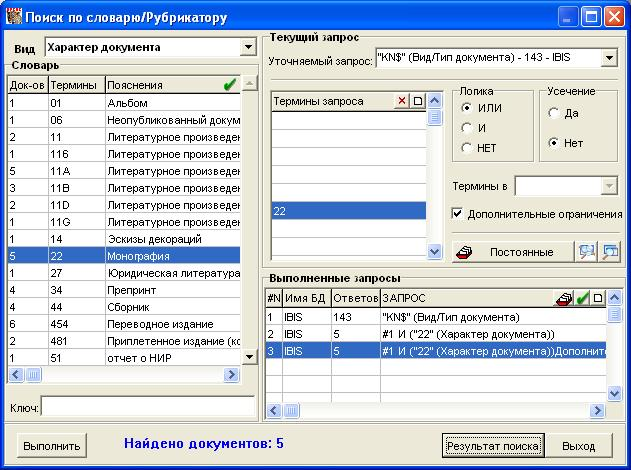 Поиск по словарю/Рубрикатору
Вид Характер документа
Словарь
Док-ов Термины Пояснения
1 01 Альбом
1 06 Неопубликованный докум
2 11 Литературное произведен
1 116 Литературное произведен
5 11A Литературное произведен
3 11B Литературное произведен
2 11D Литературное произведен
1 11G Литературное произведен
1 14 Эскизы декораций
5 22 Монография
1 27 Юридическая литература
4 34 Препринт
4 44 Сборник
6 454 Переводное издание
2 481 Приплетенное издание (ко
1 51 отчет о НИР
Ключ:
Текущий запрос
Уточняемый запрос: "KN$" (Вид/Тип документа) - 143 - IBIS
Термины запроса
22
Логика
ИЛИ
И
НЕТ
Усечение
Да
Нет
Термины в
Дополнительные ограничения
Постоянные
Выполненные запросы
#N Имя БД Ответов ЗАПРОС
1 IBIS 143 "KN$" (Вид/Тип документа)
2 IBIS 5 #1 И ("22" (Характер документа))
3 IBIS 5 #1 И ("22" (Характер документа))Дополните
Выполнить
Найдено документов: 5
Результат поиска
Выход